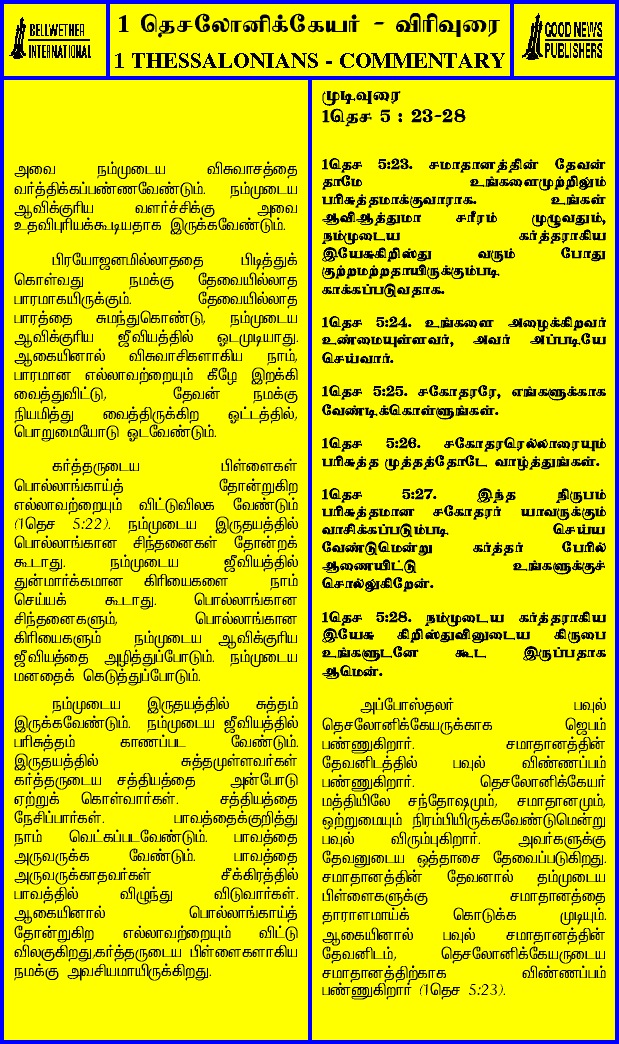 BELLWETHER
INTERNATIONAL
1 தெசலோனிக்கேயர் - விரிவுரை
1 THESSALONIANS - COMMENTARY
GOOD NEWS
PUBLISHERS
அவை நம்முடைய விசுவாசத்தை
வர்த்திக்கப்பண்ணவேண்டும். நம்முடைய
ஆவிக்குரிய வளர்ச்சிக்கு அவை
உதவிபுரியக்கூடியதாக இருக்கவேண்டும்.
பிரயோஜனமில்லாததை பிடித்துக்
கொள்வது நமக்கு தேவையில்லாத
பாரமாகயிருக்கும். தேவையில்லாத
பாரத்தை சுமந்துகொண்டு, நம்முடைய
ஆவிக்குரிய ஜீவியத்தில் ஓடமுடியாது.
ஆகையினால் விசுவாசிகளாகிய நாம்,
பாரமான எல்லாவற்றையும் கீழே இறக்கி
வைத்துவிட்டு, தேவன் நமக்கு
நியமித்து வைத்திருக்கிற ஓட்டத்தில்,
பொறுமையோடு ஓடவேண்டும்.
கர்த்தருடைய பிள்ளைகள்
பொல்லாங்காய்த் தோன்றுகிற
எல்லாவற்றையும் விட்டுவிலக வேண்டும்
(1தெச 5:22). நம்முடைய இருதயத்தில்
பொல்லாங்கான சிந்தனைகள் தோன்றக்
கூடாது. நம்முடைய ஜீவியத்தில்
துன்மார்க்கமான கிரியைகளை நாம்
செய்யக் கூடாது. பொல்லாங்கான
சிந்தனைகளும், பொல்லாங்கான
கிரியைகளும் நம்முடைய ஆவிக்குரிய
ஜீவியத்தை அழித்துப்போடும். நம்முடைய
மனதைக் கெடுத்துப்போடும்.
நம்முடைய இருதயத்தில் சுத்தம்
இருக்கவேண்டும். நம்முடைய ஜீவியத்தில்
பரிசுத்தம் காணப்பட வேண்டும்.
இருதயத்தில் சுத்தமுள்ளவர்கள்
கர்த்தருடைய சத்தியத்தை அன்போடு
ஏற்றுக் கொள்வார்கள். சத்தியத்தை
நேசிப்பார்கள். பாவத்தைக்குறித்து
நாம் வெட்கப்படவேண்டும். பாவத்தை
அருவருக்க வேண்டும். பாவத்தை
அருவருக்காதவர்கள் சீக்கிரத்தில்
பாவத்தில் விழுந்து விடுவார்கள்.
ஆகையினால் பொல்லாங்காய்த்
தோன்றுகிற எல்லாவற்றையும் விட்டு
விலகுகிறது,கர்த்தருடைய பிள்ளைகளாகிய
நமக்கு அவசியமாயிருக்கிறது.
முடிவுரை
1தெச 5 : 23-28
1தெச 5:23. சமாதானத்தின் தேவன்
தாமே உங்களைமுற்றிலும்
பரிசுத்தமாக்குவாராக. உங்கள்
ஆவிஆத்துமா சரீரம் முழுவதும்,
நம்முடைய கர்த்தராகிய
இயேசுகிறிஸ்து வரும் போது
குற்றமற்றதாயிருக்கும்படி
காக்கப்படுவதாக.
1தெச 5:24. உங்களை அழைக்கிறவர்
உண்மையுள்ளவர், அவர் அப்படியே
செய்வார்.
1தெச 5:25. சகோதரரே, எங்களுக்காக
வேண்டிக்கொள்ளுங்கள்.
1தெச 5:26. சகோதரரெல்லாரையும்
பரிசுத்த முத்தத்தோடே வாழ்த்துங்கள்.
1தெச 5:27. இந்த நிருபம்
பரிசுத்தமான சகோதரர் யாவருக்கும்
வாசிக்கப்படும்படி செய்ய
வேண்டுமென்று கர்த்தர் பேரில்
ஆணையிட்டு உங்களுக்குச்
சொல்லுகிறேன்.
1தெச 5:28. நம்முடைய கர்த்தராகிய
இயேசு கிறிஸ்துவினுடைய கிருபை
உங்களுடனே கூட இருப்பதாக
ஆமென்.
அப்போஸ்தலர் பவுல்
தெசலோனிக்கேயருக்காக ஜெபம்
பண்ணுகிறார். சமாதானத்தின்
தேவனிடத்தில் பவுல் விண்ணப்பம்
பண்ணுகிறார். தெசலோனிக்கேயர்
மத்தியிலே சந்தோஷமும், சமாதானமும்,
ஒற்றுமையும் நிரம்பியிருக்கவேண்டுமென்று
பவுல் விரும்புகிறார். அவர்களுக்கு
தேவனுடைய ஒத்தாசை தேவைப்படுகிறது.
சமாதானத்தின் தேவனால் தம்முடைய
பிள்ளைகளுக்கு சமாதானத்தை
தாராளமாய்க் கொடுக்க முடியும்.
ஆகையினால் பவுல் சமாதானத்தின்
தேவனிடம், தெசலோனிக்கேயருடைய
சமாதானத்திற்காக விண்ணப்பம்
பண்ணுகிறார் (1தெச 5:23).